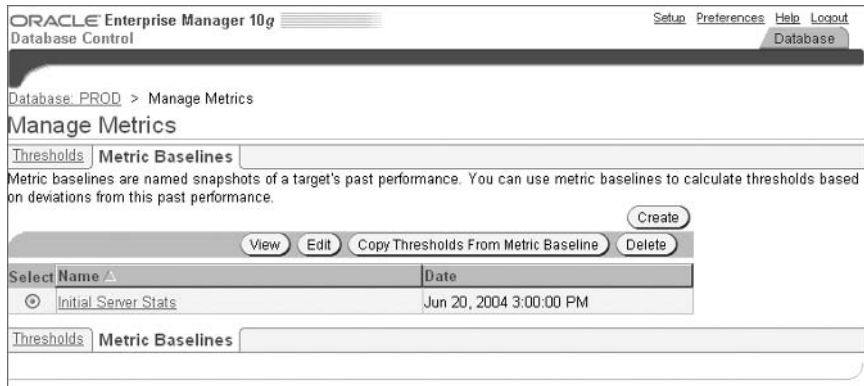 ORACLE Enterprise Manager 10g
Database Control
Setup Preferences Help Logout
Database
Database: PROD > Manage Metrics
Manage Metrics
Thresholds Metric Baselines
Metric baselines are named snapshots of a target's past performance. You can use metric baselines to calculate thresholds based
on deviations from this past performance.
Create
View Edit Copy Thresholds From Metric Baseline Delete
Select Name Date
Initial Server Stats Jun 20, 2004 3:00:00 PM
Thresholds Metric Baselines